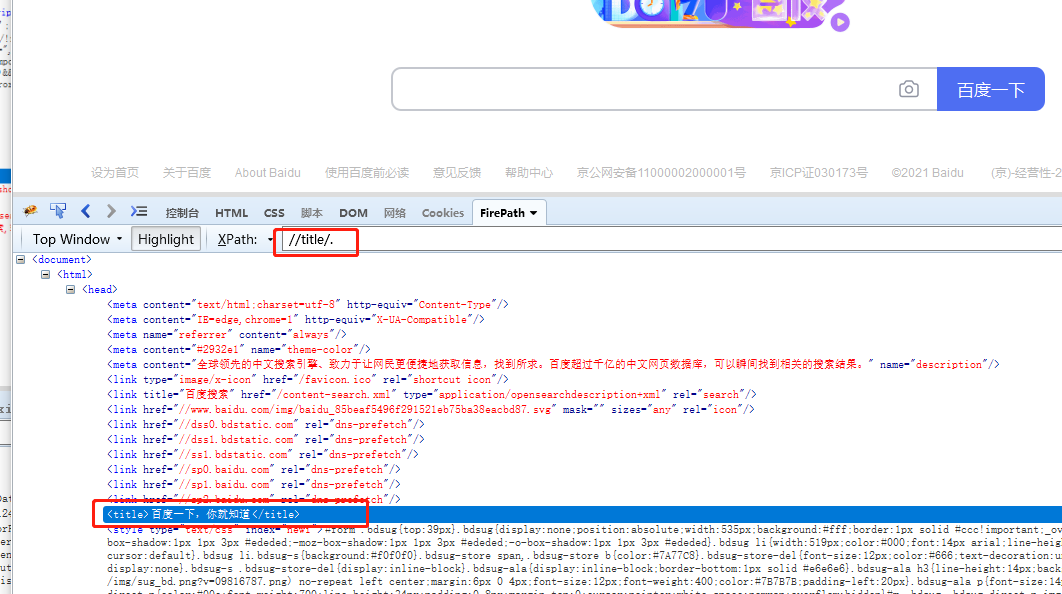 百度一下
设为首页 关于百度 About Baidu 使用百度前必读 意见反馈 帮助中心 京公网安备11000002000001号 京ICP证030173号 ©2021 Baidu (京)-经营性-2
控制台 HTML CSS 脚本 DOM 网络 Cookies FirePath
Top Window Highlight XPath: //title/.
<document>
<html>
<head>
<meta content="text/html;charset=utf-8" http-equiv="Content-Type"/>
<meta content="IE=edge,chrome=1" http-equiv="X-UA-Compatible"/>
<meta name="referrer" content="always"/>
<meta content="#2932e1" name="theme-color"/>
<meta content="全球领先的中文搜索引擎、致力于让网民更便捷地获取信息，找到所求。百度超过千亿的中文网页数据库，可以瞬间找到相关的搜索结果。" name="description"/>
<link type="image/x-icon" href="/favicon.ico" rel="shortcut icon"/>
<link title="百度搜索" href="/content-search.xml" type="application/opensearchdescription+xml" rel="search"/>
<link href="//www.baidu.com/img/baidu_85beaf5496f291521eb75ba38eacbd87.svg" mask="" sizes="any" rel="icon"/>
<link href="//dss0.bdstatic.com" rel="dns-prefetch"/>
<link href="//dss1.bdstatic.com" rel="dns-prefetch"/>
<link href="//ss1.bdstatic.com" rel="dns-prefetch"/>
<link href="//sp0.baidu.com" rel="dns-prefetch"/>
<link href="//sp1.baidu.com" rel="dns-prefetch"/>
<link href="//sp2.baidu.com" rel="dns-prefetch"/>
<title>百度一下，你就知道</title>
<style type="text/css" index="newi">#form .bdsug{top:39px}.bdsug{display:none;position:absolute;width:535px;background:#fff;border:1px solid #ccc!important;_ov
box-shadow:1px 1px 3px #ededed;-moz-box-shadow:1px 1px 3px #ededed;-o-box-shadow:1px 1px 3px #ededed}.bdsug li{width:519px;color:#000;font:14px arial;line-heig
cursor:default}.bdsug li.bdsug-s{background:#f0f0f0}.bdsug-store span,.bdsug-store b{color:#7A77C8}.bdsug-store-del{font-size:12px;color:#666;text-decoration:u
display:none}.bdsug-s .bdsug-store-del{display:inline-block}.bdsug-ala{display:inline-block;border-bottom:1px solid #e6e6e6}.bdsug-ala h3{line-height:14px;back
/img/sug_bd.png?v=09816787.png) no-repeat left center;margin:6px 0 4px;font-size:12px;font-weight:400;color:#7B7B7B;padding-left:20px}.bdsug-ala p{font-size:14